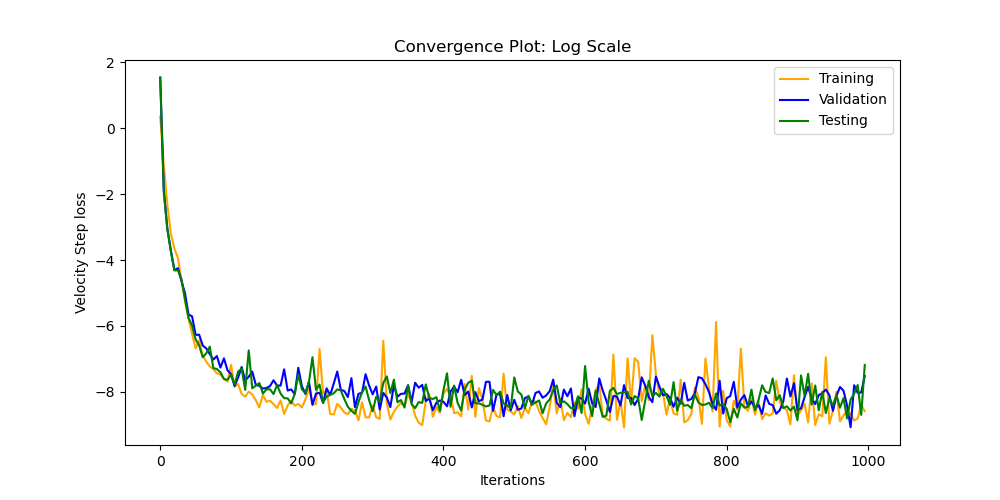 Convergence Plot: Log Scale
Training
Validation
Testing
2
0
−2
−4
−6
−8
Velocity Step loss
0 200 400 600 800 1000
Iterations